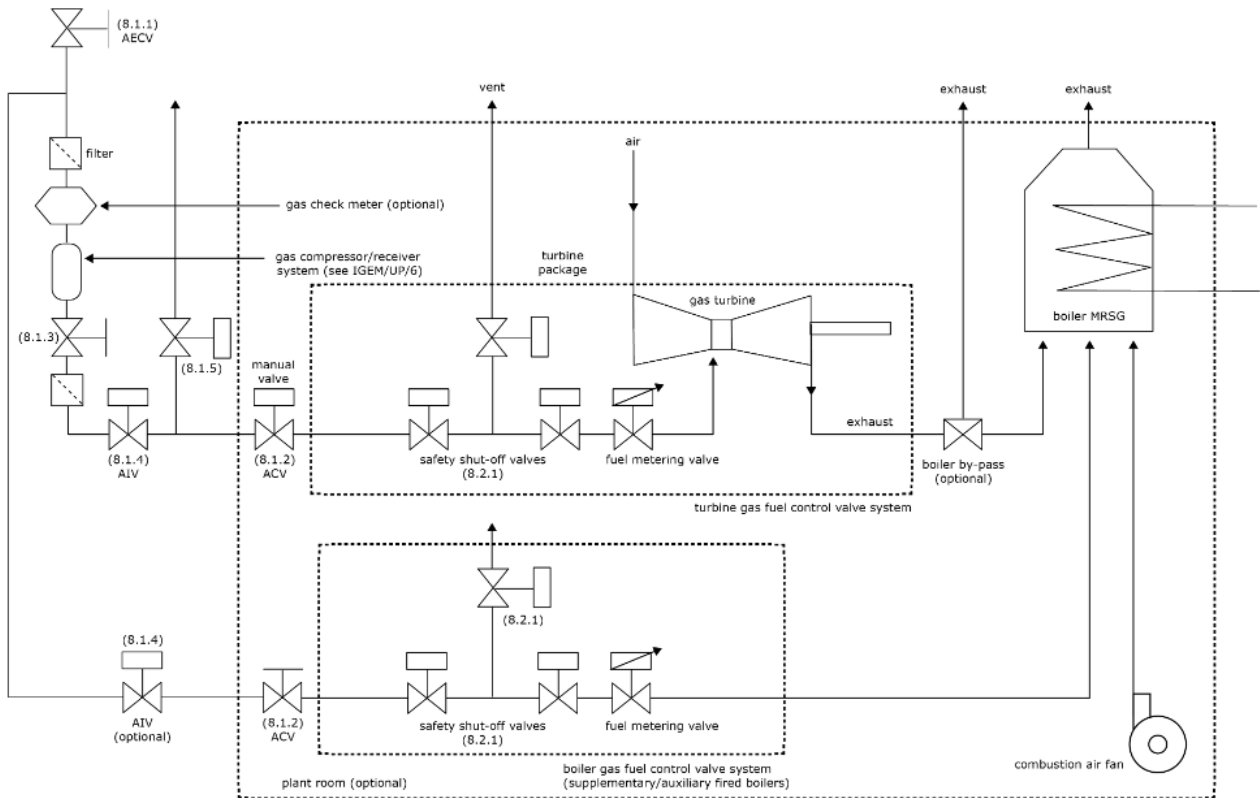 (8.1.1)
AECV
vent
exhaust
exhaust
air
filter
gas check meter (optional)
gas compressor/receiver
system (see IGEM/UP/6)
turbine
package
gas turbine
boiler MRSG
(8.1.3)
(8.1.5)
manual
valve
exhaust
(8.1.4)
AIV
(8.1.2)
ACV
safety shut-off valves
(8.2.1)
fuel metering valve
boiler by-pass
(optional)
turbine gas fuel control valve system
(8.2.1)
(8.1.4)
AIV
(optional)
(8.1.2)
ACV
safety shut-off valves
(8.2.1)
fuel metering valve
combustion air fan
plant room (optional)
boiler gas fuel control valve system
(supplementary/auxiliary fired boilers)